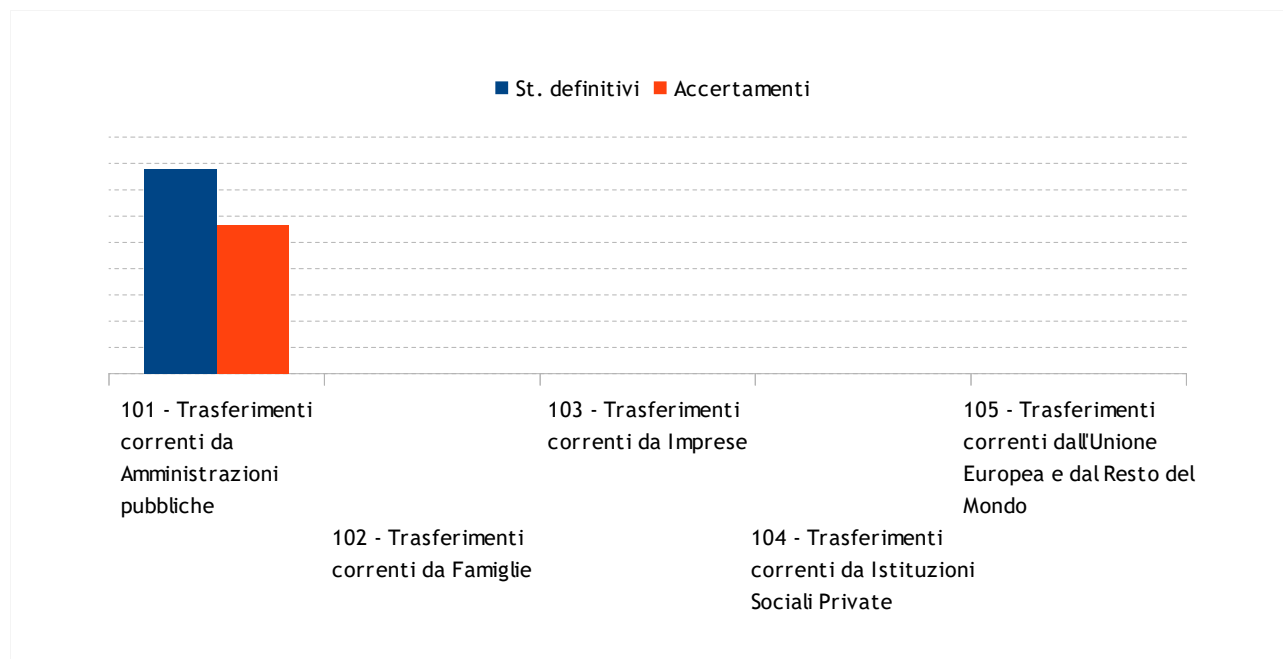 St. definitivi Accertamenti
101 - Trasferimenti
correnti da
Amministrazioni
pubbliche
102 - Trasferimenti
correnti da Famiglie
103 - Trasferimenti
correnti da Imprese
104 - Trasferimenti
correnti da Istituzioni
Sociali Private
105 - Trasferimenti
correnti dall'Unione
Europea e dal Resto del
Mondo